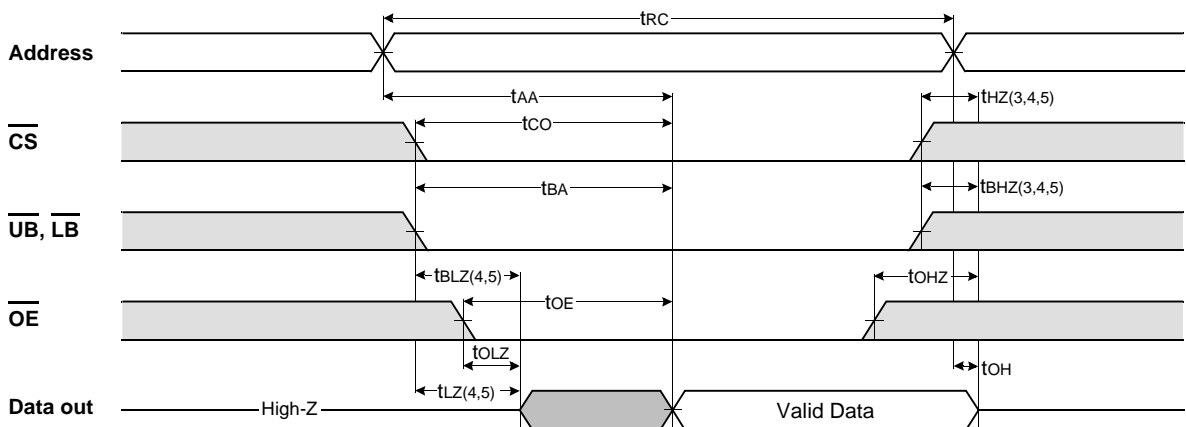 tRC
Address
tAA
tHZ(3,4,5)
CS
tCO
tBA
tBHZ(3,4,5)
UB, LB
tBLZ(4,5)
tOHZ
tOE
OE
tOLZ
tOH
tLZ(4,5)
Data out
High-Z
Valid Data